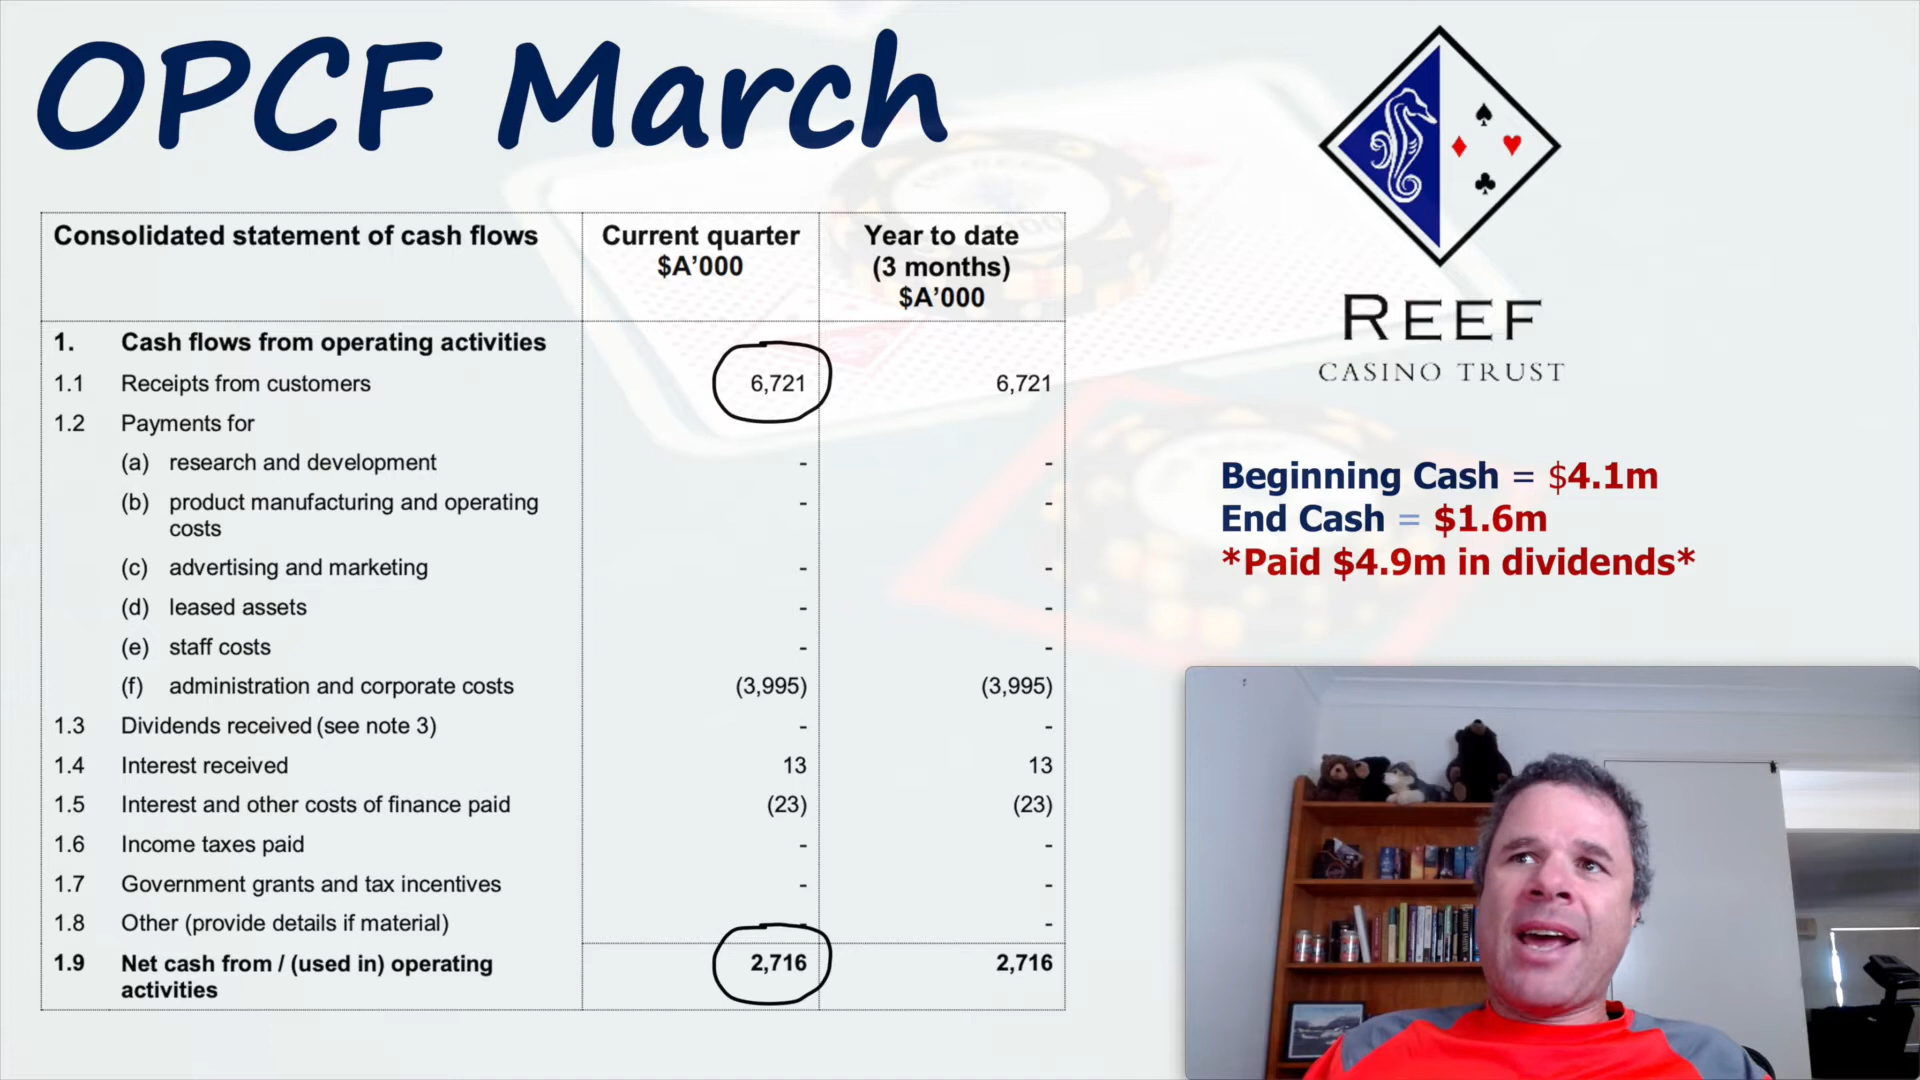 OPCF March
Consolidated statement of cash flows
Current quarter
$A'000
Year to date
(3 months)
$A'000
1. Cash flows from operating activities
1.1 Receipts from customers 6,721 6,721
1.2 Payments for
(a) research and development - -
(b) product manufacturing and operating - -
costs
(c) advertising and marketing - -
(d) leased assets - -
(e) staff costs - -
(f) administration and corporate costs (3,995) (3,995)
1.3 Dividends received (see note 3) - -
1.4 Interest received 13 13
1.5 Interest and other costs of finance paid (23) (23)
1.6 Income taxes paid - -
1.7 Government grants and tax incentives - -
1.8 Other (provide details if material) - -
1.9 Net cash from / (used in) operating 2,716 2,716
activities
REEF
CASINO TRUST
Beginning Cash = $4.1m
End Cash = $1.6m
*Paid $4.9m in dividends*